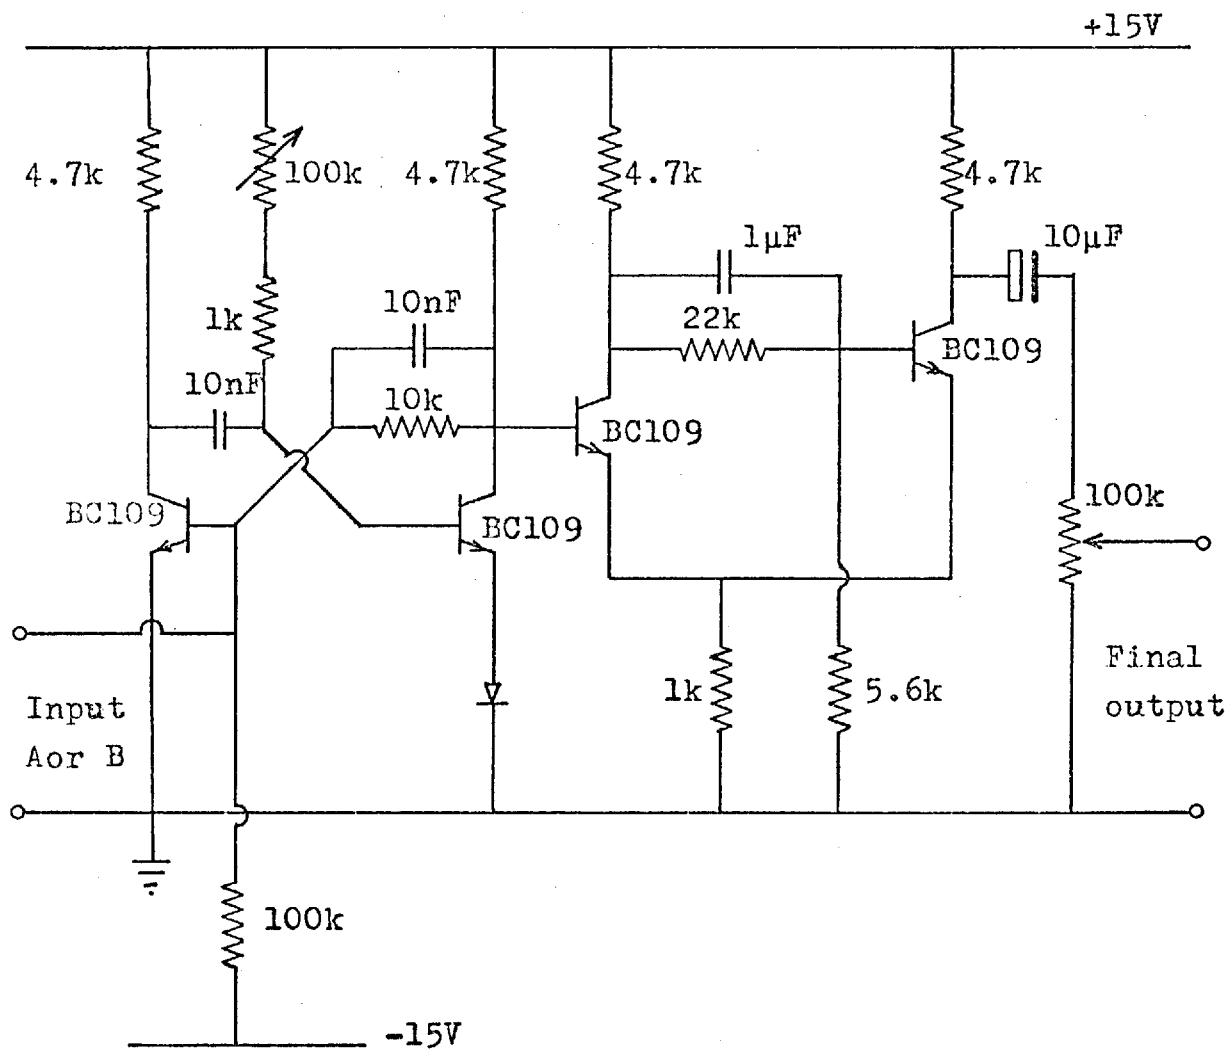 +15V
4.7k
100k
4.7k
4.7k
4.7k
1µF
10µF
1k
10nF
22k
BC109
10nF
10k
BC109
BC109
BC109
100k
Input
Aor B
1k
5.6k
Final
output
100k
-15V